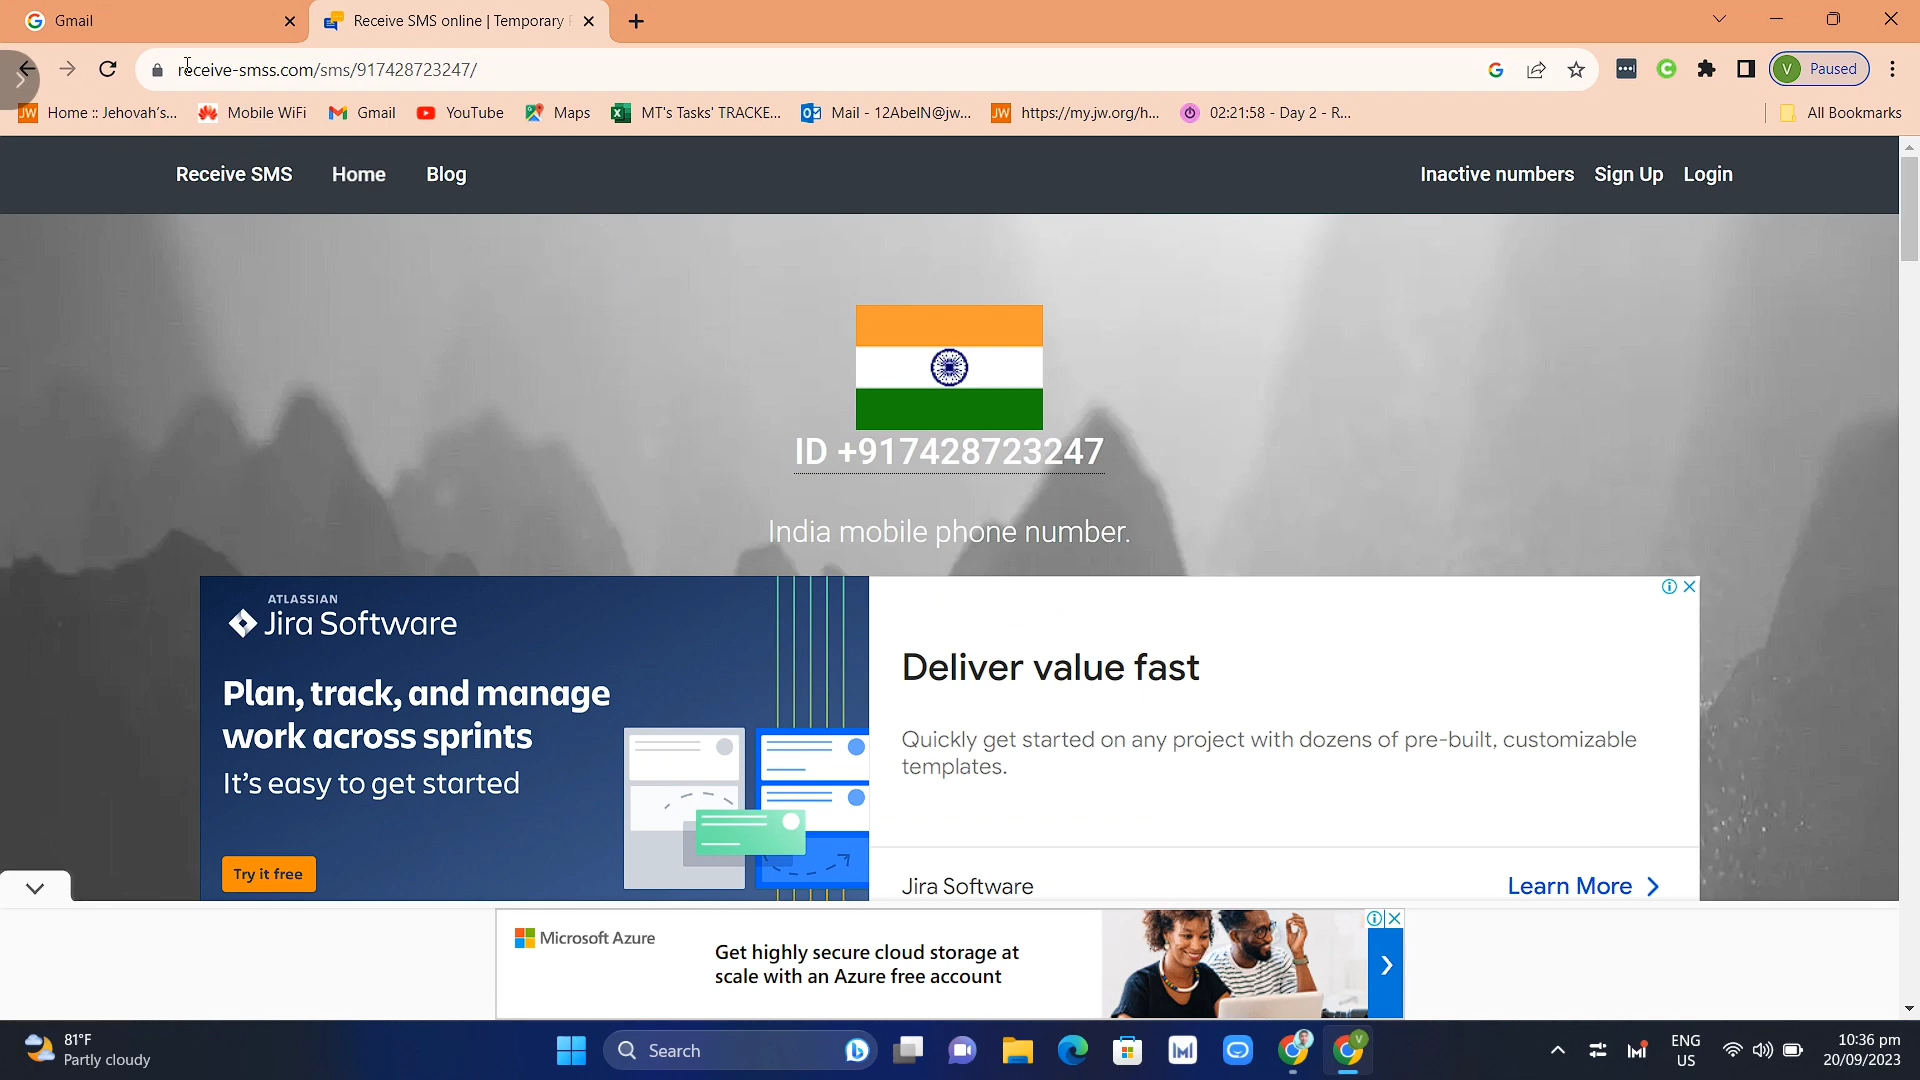 Gmail
Receive SMS online | Temporary
receive-smss.com/sms/917428723247/
V Paused
JW Home :: Jehovah's...
Mobile WiFi
Gmail
YouTube
Maps
MT's Tasks' TRACKE...
Mail - 12AbelN@jw...
JW https://my.jw.org/h...
02:21:58 - Day 2 - R...
All Bookmarks
Receive SMS Home Blog
Inactive numbers Sign Up Login
ID +917428723247
India mobile phone number.
ATLASSIAN
Jira Software
Plan, track, and manage
work across sprints
It's easy to get started
Try it free
Deliver value fast
Quickly get started on any project with dozens of pre-built, customizable
templates.
Jira Software
Learn More
Microsoft Azure
Get highly secure cloud storage at
scale with an Azure free account
81°F
Partly cloudy
Search
ENG
US
10:36 pm
20/09/2023